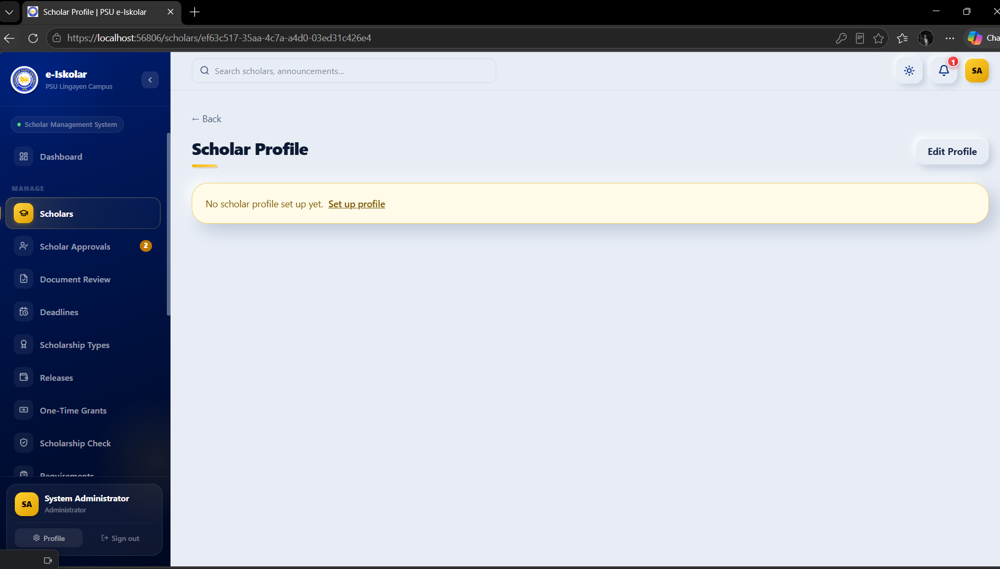 Scholar Profile | PSU e-Iskolar
https://localhost:56806/scholars/ef63c517-35aa-4c7a-a4d0-03ed31c426e4
Cha
e-Iskolar
PSU Lingayen Campus
Search scholars, announcements...
1
SA
Scholar Management System
← Back
Dashboard
Scholar Profile
Edit Profile
MANAGE
No scholar profile set up yet. Set up profile
Scholars
Scholar Approvals
2
Document Review
Deadlines
Scholarship Types
Releases
One-Time Grants
Scholarship Check
Requirements
SA
System Administrator
Administrator
Profile
Sign out